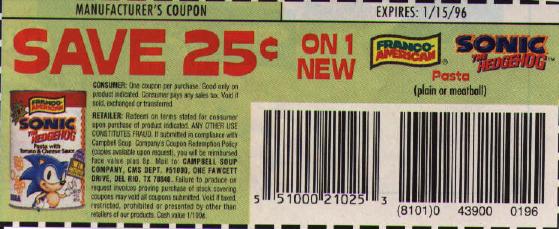 MANUFACTURER'S COUPON
EXPIRES: 1/15/96
SAVE 25¢
ON 1
NEW
FRANCO-
AMERICAN®
SONIC
THE
HEDGEHOG™
Pasta
(plain or meatball)
CONSUMER: One coupon per purchase. Good only on
product indicated. Consumer pays any sales tax. Void if
sold, exchanged or transferred.
RETAILER: Redeem on terms stated for consumer
upon purchase of product indicated. ANY OTHER USE
CONSTITUTES FRAUD. If submitted in compliance with
Campbell Soup Company's Coupon Redemption Policy
(copies available upon request), you will be reimbursed
face value plus 8¢. Mail to: CAMPBELL SOUP
COMPANY, CMS DEPT. #51000, ONE FAWCETT
DRIVE, DEL RIO, TX 78840. Failure to produce on
request invoices proving purchase of stock covering
coupons may void all coupons submitted. Void if taxed,
restricted, prohibited or presented by other than
retailers of our products. Cash value 1/100¢.
FRANCO-
AMERICAN
SONIC
THE
HEDGEHOG
Pasta with
Tomato & Cheese Sauce
5 51000 21025 3
(8101)0 43900 0196